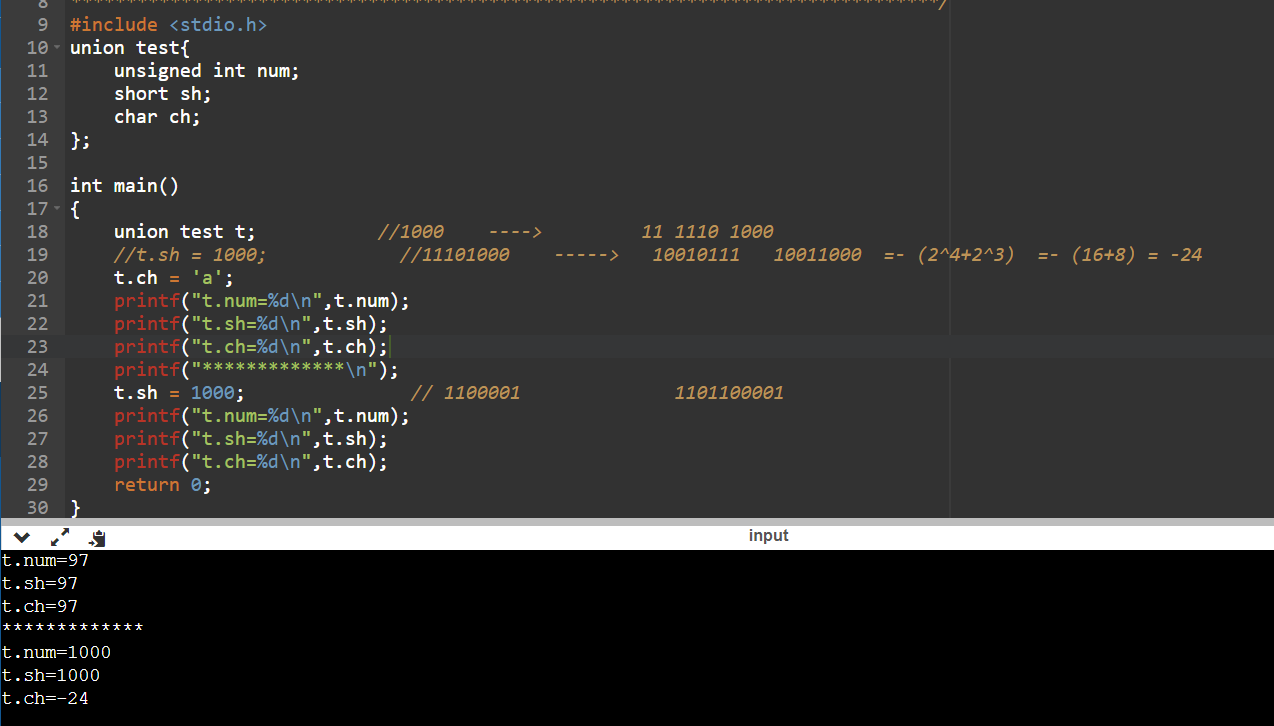 8 ******************************************************************************/
9 #include <stdio.h>
10 union test{
11     unsigned int num;
12     short sh;
13     char ch;
14 };
15
16 int main()
17 {
18     union test t;           //1000    ---->         11 1110 1000
19     //t.sh = 1000;            //11101000    ----->   10010111   10011000  =- (2^4+2^3)  =- (16+8) = -24
20     t.ch = 'a';
21     printf("t.num=%d\n",t.num);
22     printf("t.sh=%d\n",t.sh);
23     printf("t.ch=%d\n",t.ch);
24     printf("*************\n");
25     t.sh = 1000;               // 1100001              1101100001
26     printf("t.num=%d\n",t.num);
27     printf("t.sh=%d\n",t.sh);
28     printf("t.ch=%d\n",t.ch);
29     return 0;
30 }
input
t.num=97
t.sh=97
t.ch=97
*************
t.num=1000
t.sh=1000
t.ch=-24